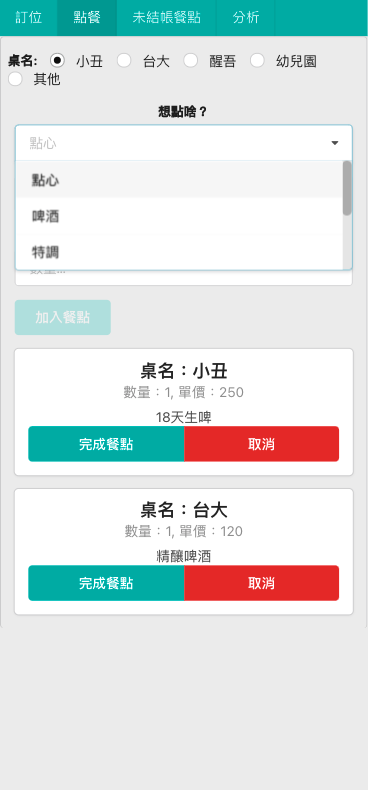 訂位 點餐 未結帳餐點 分析
桌名: 小丑 台大 醒吾 幼兒園
其他
想點啥？
點心
點心
啤酒
特調
數量...
加入餐點
桌名：小丑
數量：1, 單價：250
18天生啤
完成餐點 取消
桌名：台大
數量：1, 單價：120
精釀啤酒
完成餐點 取消